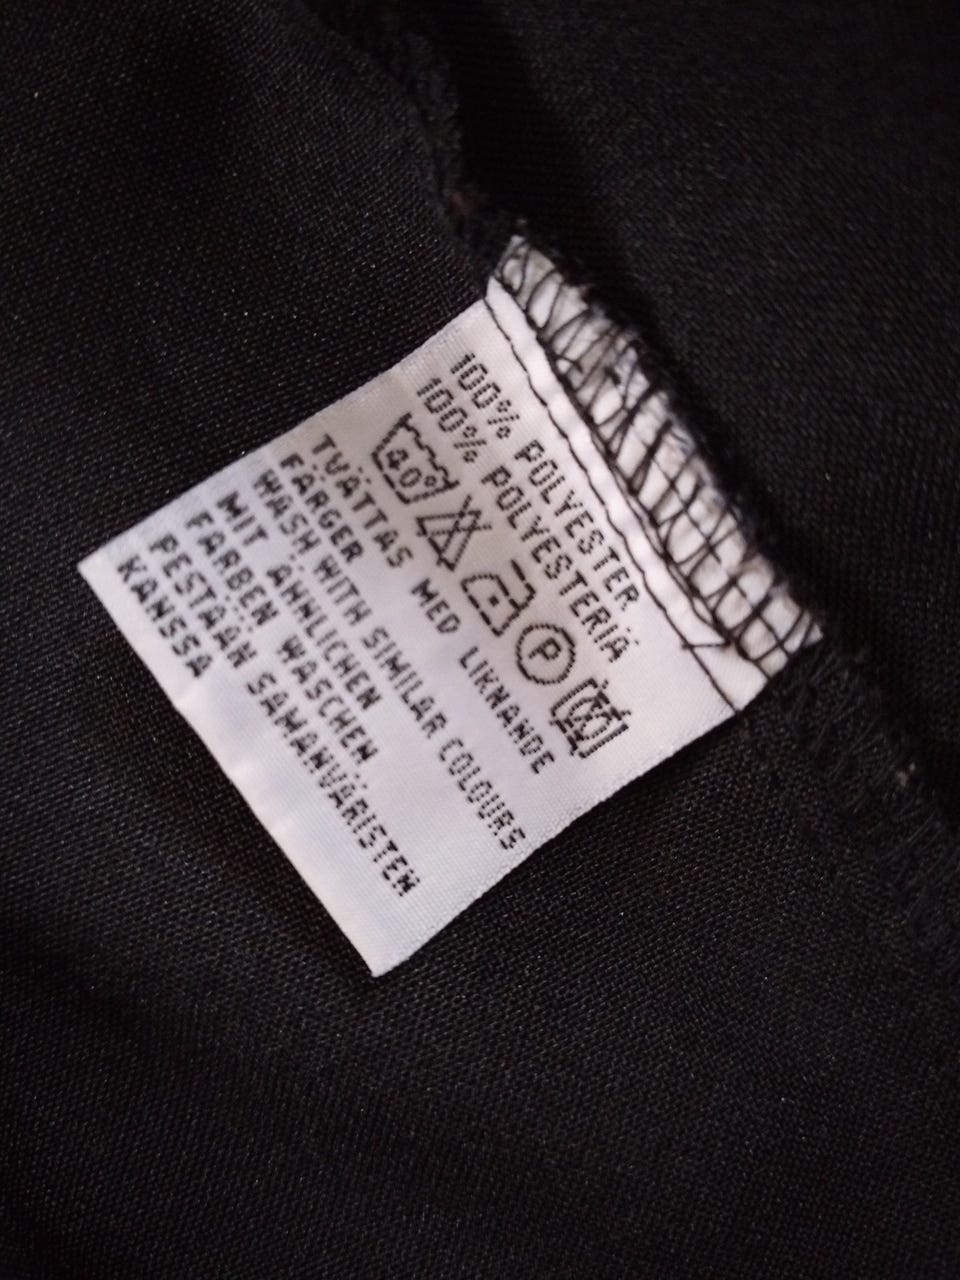 100% POLYESTER
100% POLYESTERIÄ
40° P
TVÄTTAS MED LIKNANDE
FÄRGER
WASH WITH SIMILAR COLOURS
MIT ÄHNLICHEN
FARBEN WASCHEN
PESTÄÄN SAMANVÄRISTEN
KANSSA